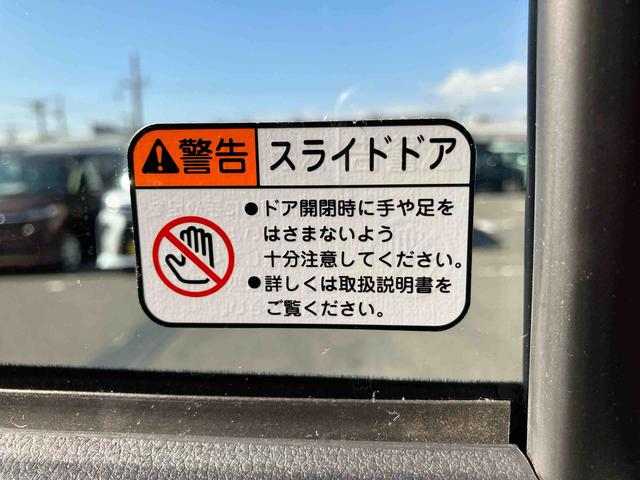 警告 スライドドア
●ドア開閉時に手や足を
はさまないよう
十分注意してください。
●詳しくは取扱説明書を
ご覧ください。